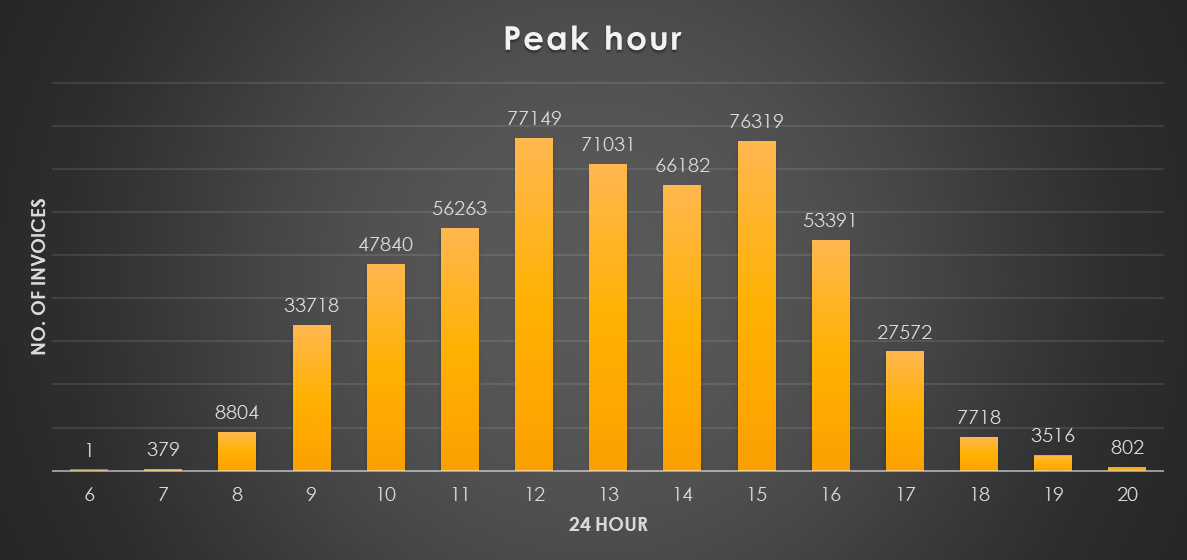 Peak hour
NO. OF INVOICES
1 379 8804 33718 47840 56263 77149 71031 66182 76319 53391 27572 7718 3516 802
6 7 8 9 10 11 12 13 14 15 16 17 18 19 20
24 HOUR